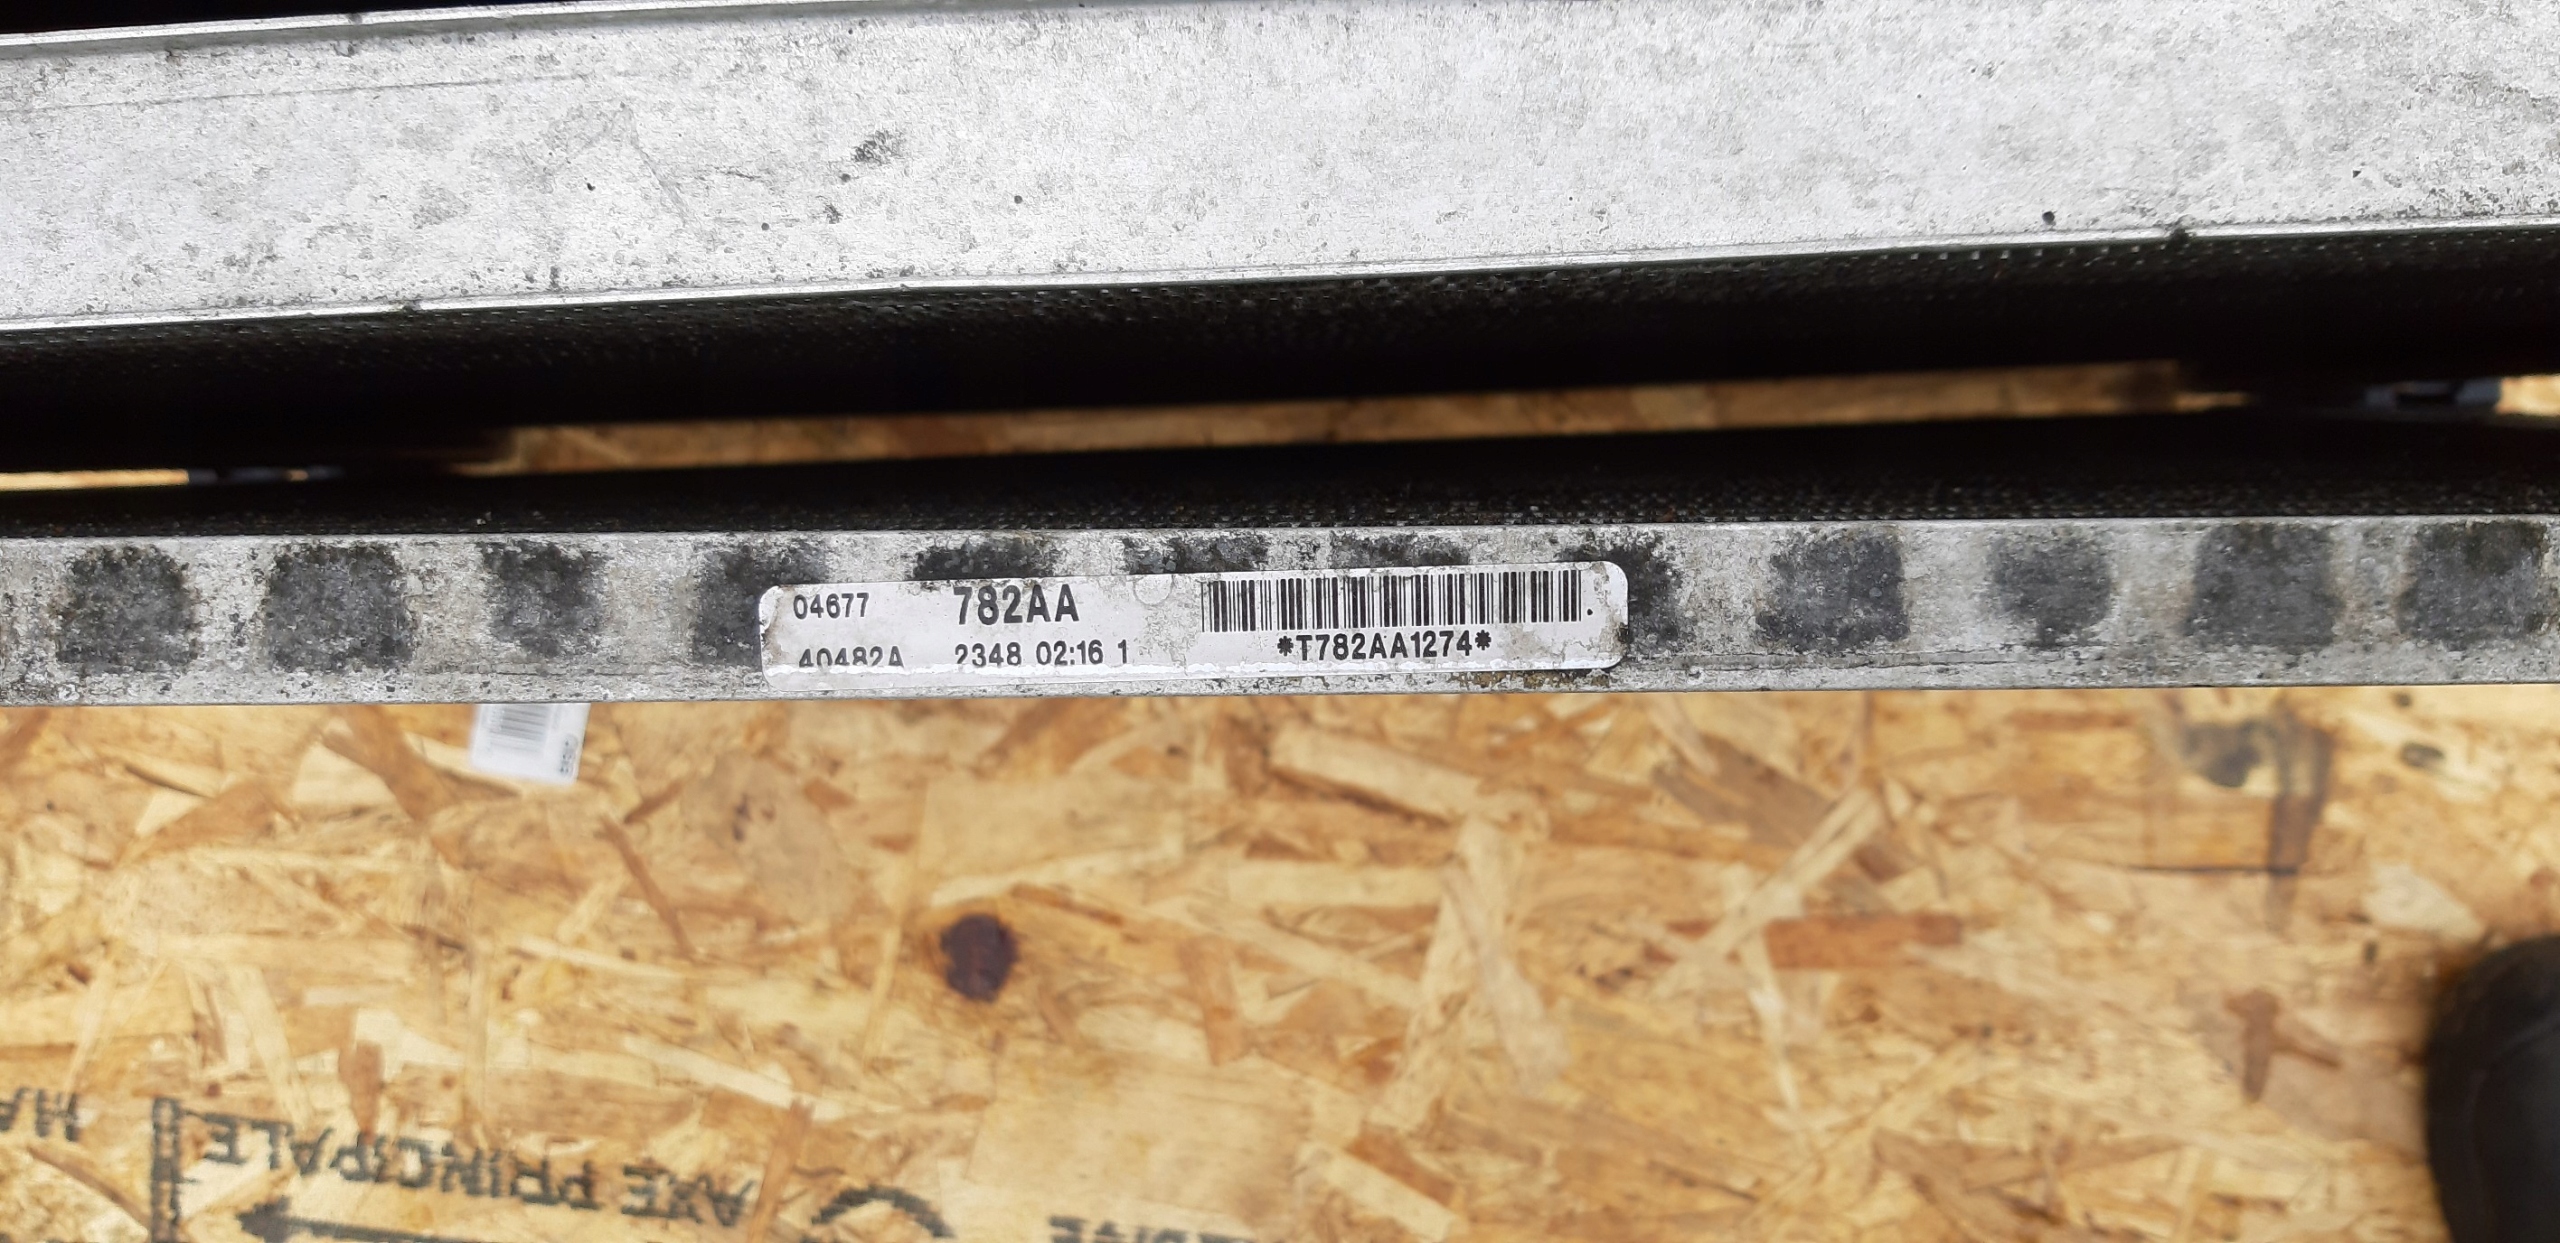 04677 782AA
40482A 2348 02:16 1
*T782AA1274*
AXE PRINCIPALE